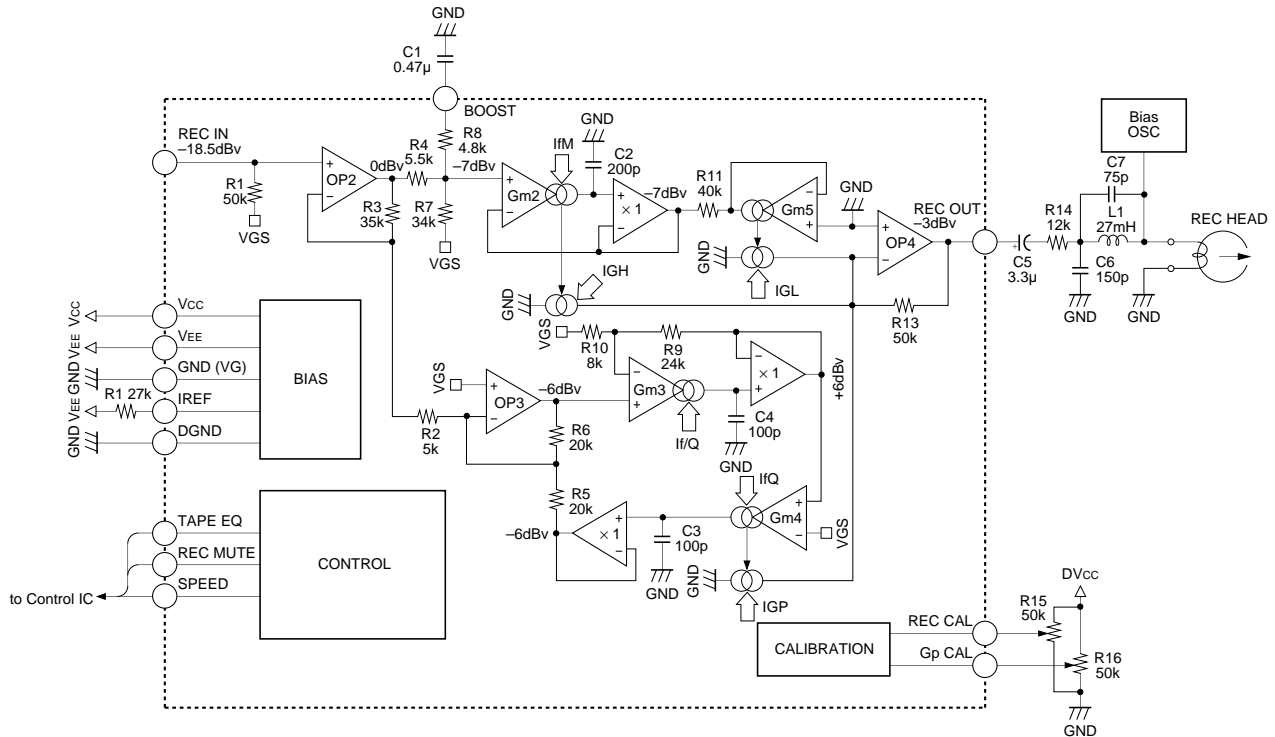 GND
C1
0.47µ
BOOST
REC IN
–18.5dBv
R1
50k
VGS
OP2
+
–
0dBv
R3
35k
R4
5.5k
R8
4.8k
–7dBv
R7
34k
VGS
IfM
Gm2
+
–
GND
C2
200p
+
–
× 1
–7dBv
R11
40k
Gm5
–
+
GND
OP4
+
–
REC OUT
–3dBv
GND
IGL
GND
IGH
R13
50k
C5
3.3µ
+
R14
12k
C7
75p
L1
27mH
C6
150p
GND
GND
Bias
OSC
REC HEAD
VCC
VCC
VEE
VEE
GND
GND (VG)
VEE
R1 27k
IREF
GND
DGND
BIAS
VGS
R10
8k
R9
24k
VGS
OP3
+
–
–6dBv
R2
5k
R6
20k
R5
20k
–6dBv
Gm3
–
+
If/Q
C4
100p
GND
–
+
× 1
+6dBv
IfQ
Gm4
+
–
VGS
× 1
+
–
C3
100p
GND
GND
IGP
TAPE EQ
REC MUTE
SPEED
to Control IC
CONTROL
CALIBRATION
REC CAL
Gp CAL
DVCC
R15
50k
R16
50k
GND